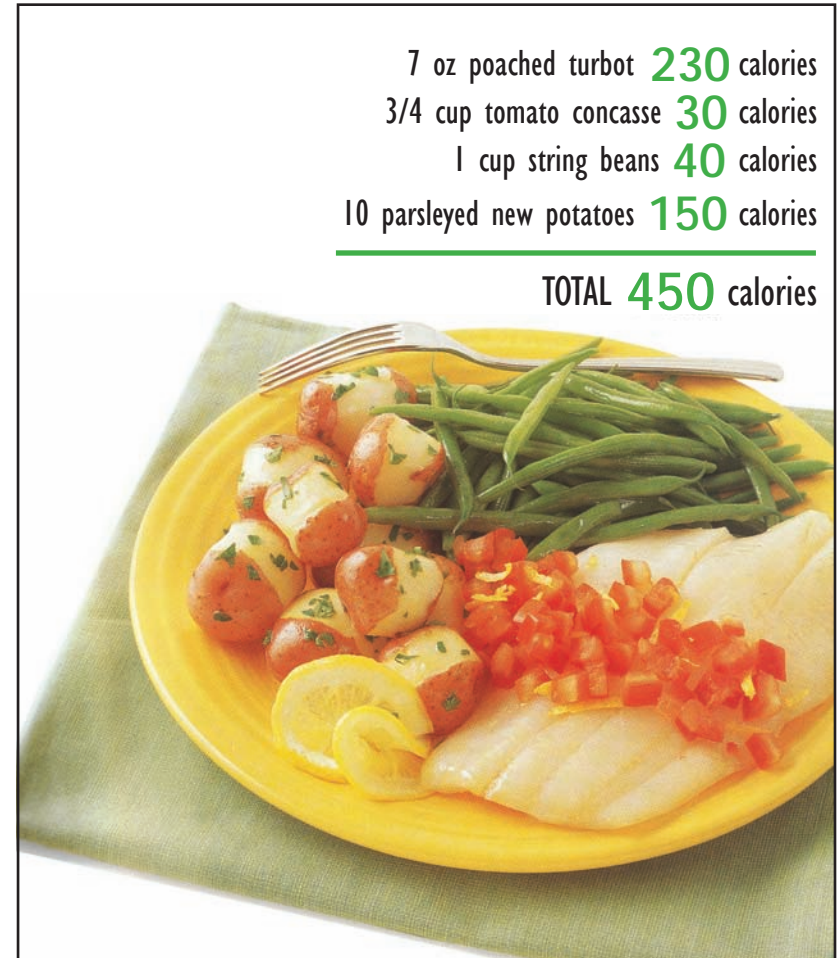 7 oz poached turbot 230 calories
3/4 cup tomato concasse 30 calories
1 cup string beans 40 calories
10 parsleyed new potatoes 150 calories
TOTAL 450 calories